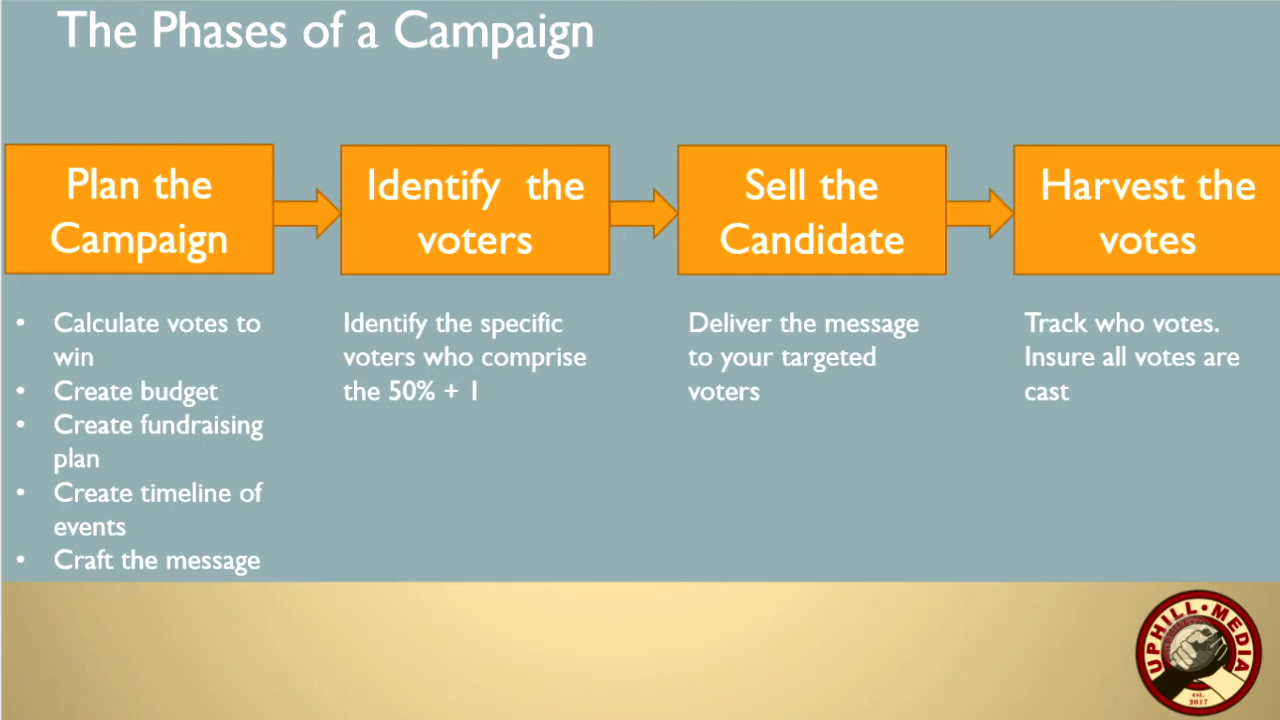 The Phases of a Campaign
Plan the
Campaign
Identify the
voters
Sell the
Candidate
Harvest the
votes
• Calculate votes to
win
• Create budget
• Create fundraising
plan
• Create timeline of
events
• Craft the message
Identify the specific
voters who comprise
the 50% + 1
Deliver the message
to your targeted
voters
Track who votes.
Insure all votes are
cast
UPHILL • MEDIA
est.
2017